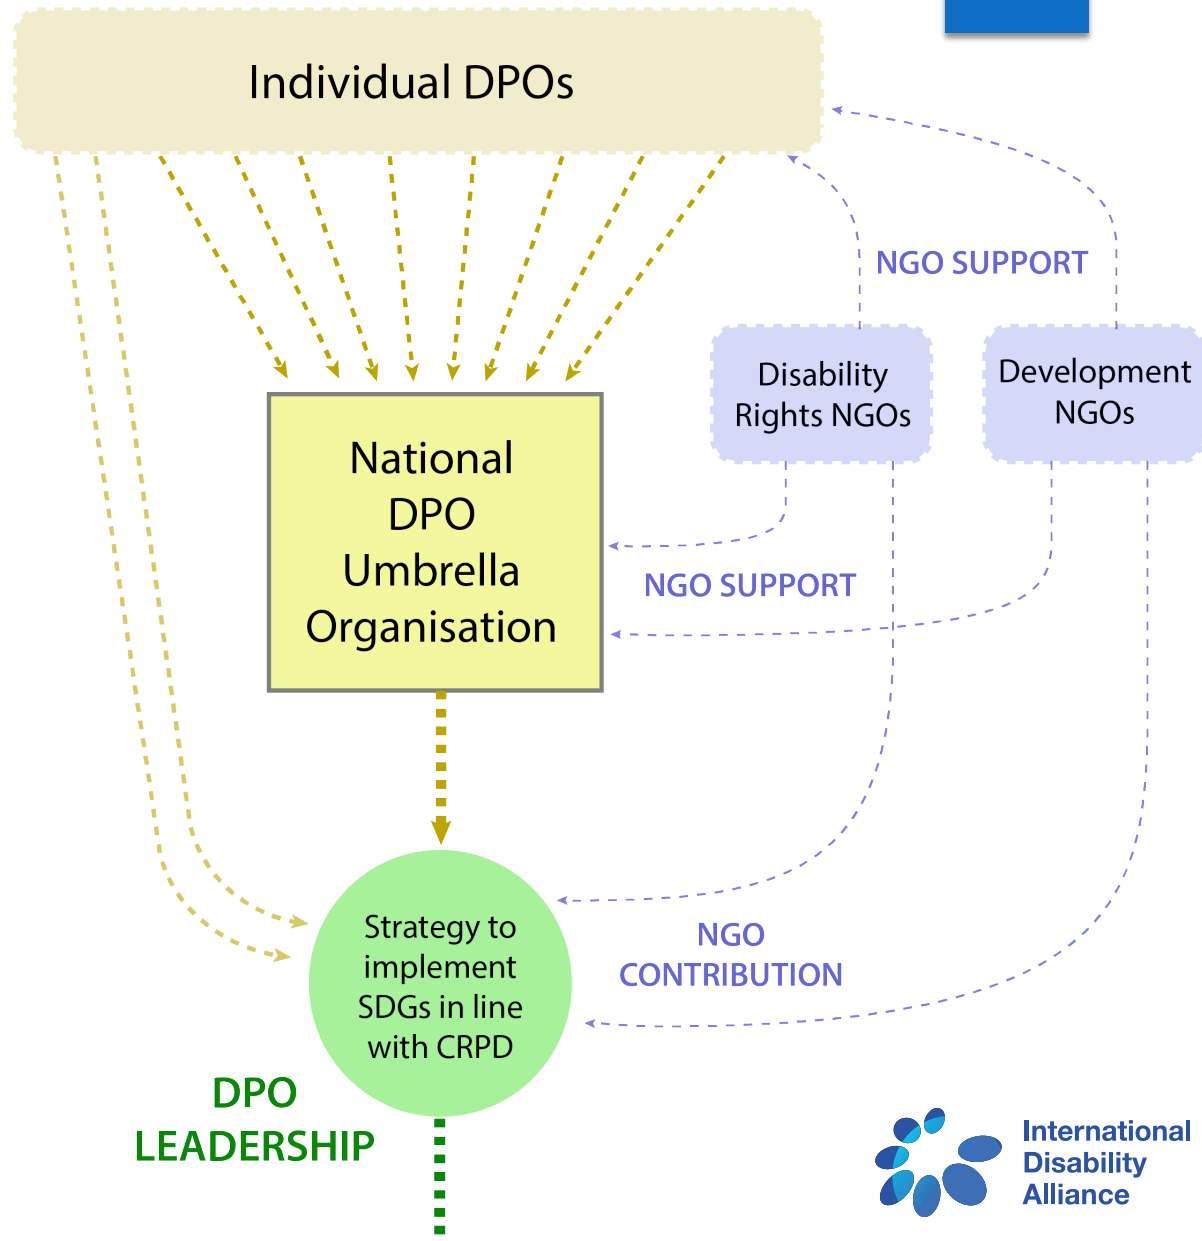 Individual DPOs
NGO SUPPORT
Disability
Rights NGOs
Development
NGOs
National
DPO
Umbrella
Organisation
NGO SUPPORT
Strategy to
implement
SDGs in line
with CRPD
NGO
CONTRIBUTION
DPO
LEADERSHIP
International
Disability
Alliance